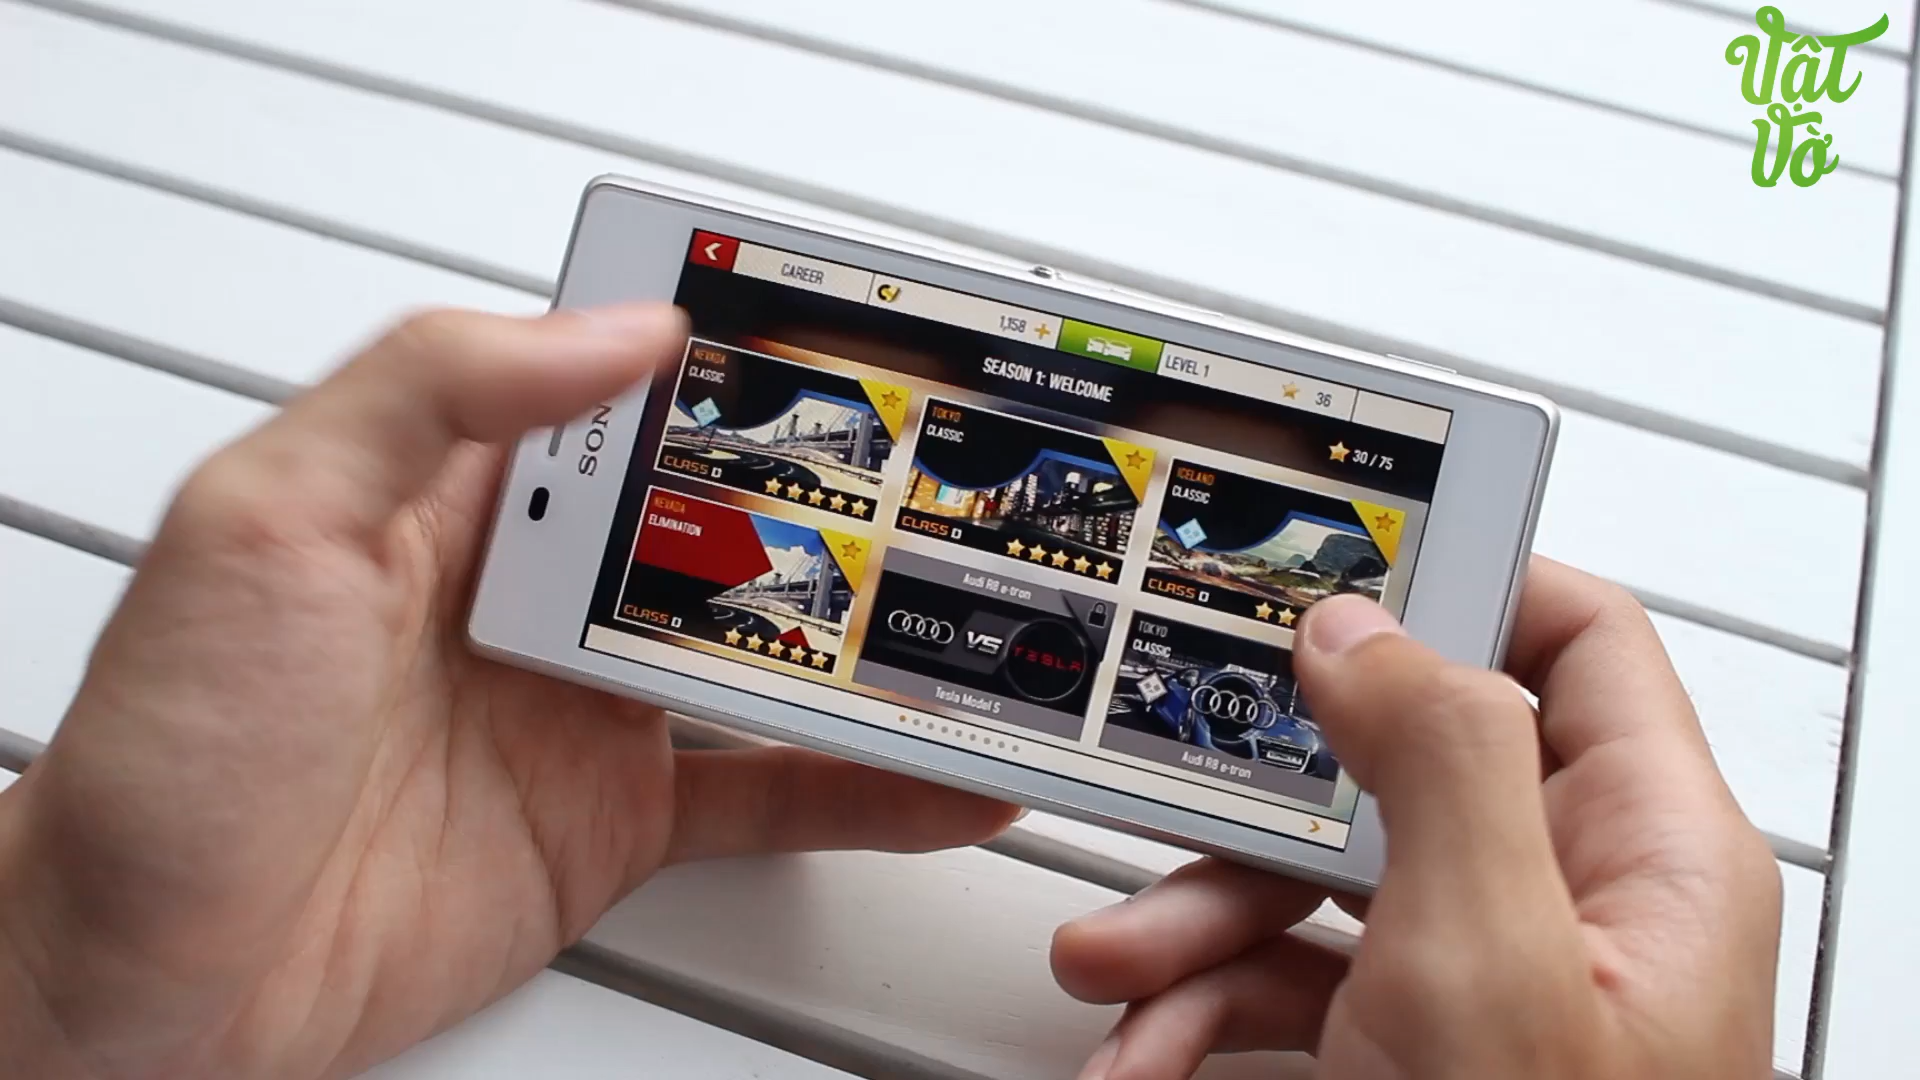 Vật
Vờ
SON
CAREER
1,158
LEVEL 1
36
SEASON 1: WELCOME
30 / 75
NEVADA
CLASSIC
CLASS D
TOKYO
CLASSIC
CLASS D
ICELAND
CLASSIC
CLASS D
NEVADA
ELIMINATION
CLASS D
Audi R8 e-tron
VS
TESLA
Tesla Model S
TOKYO
CLASSIC
Audi R8 e-tron